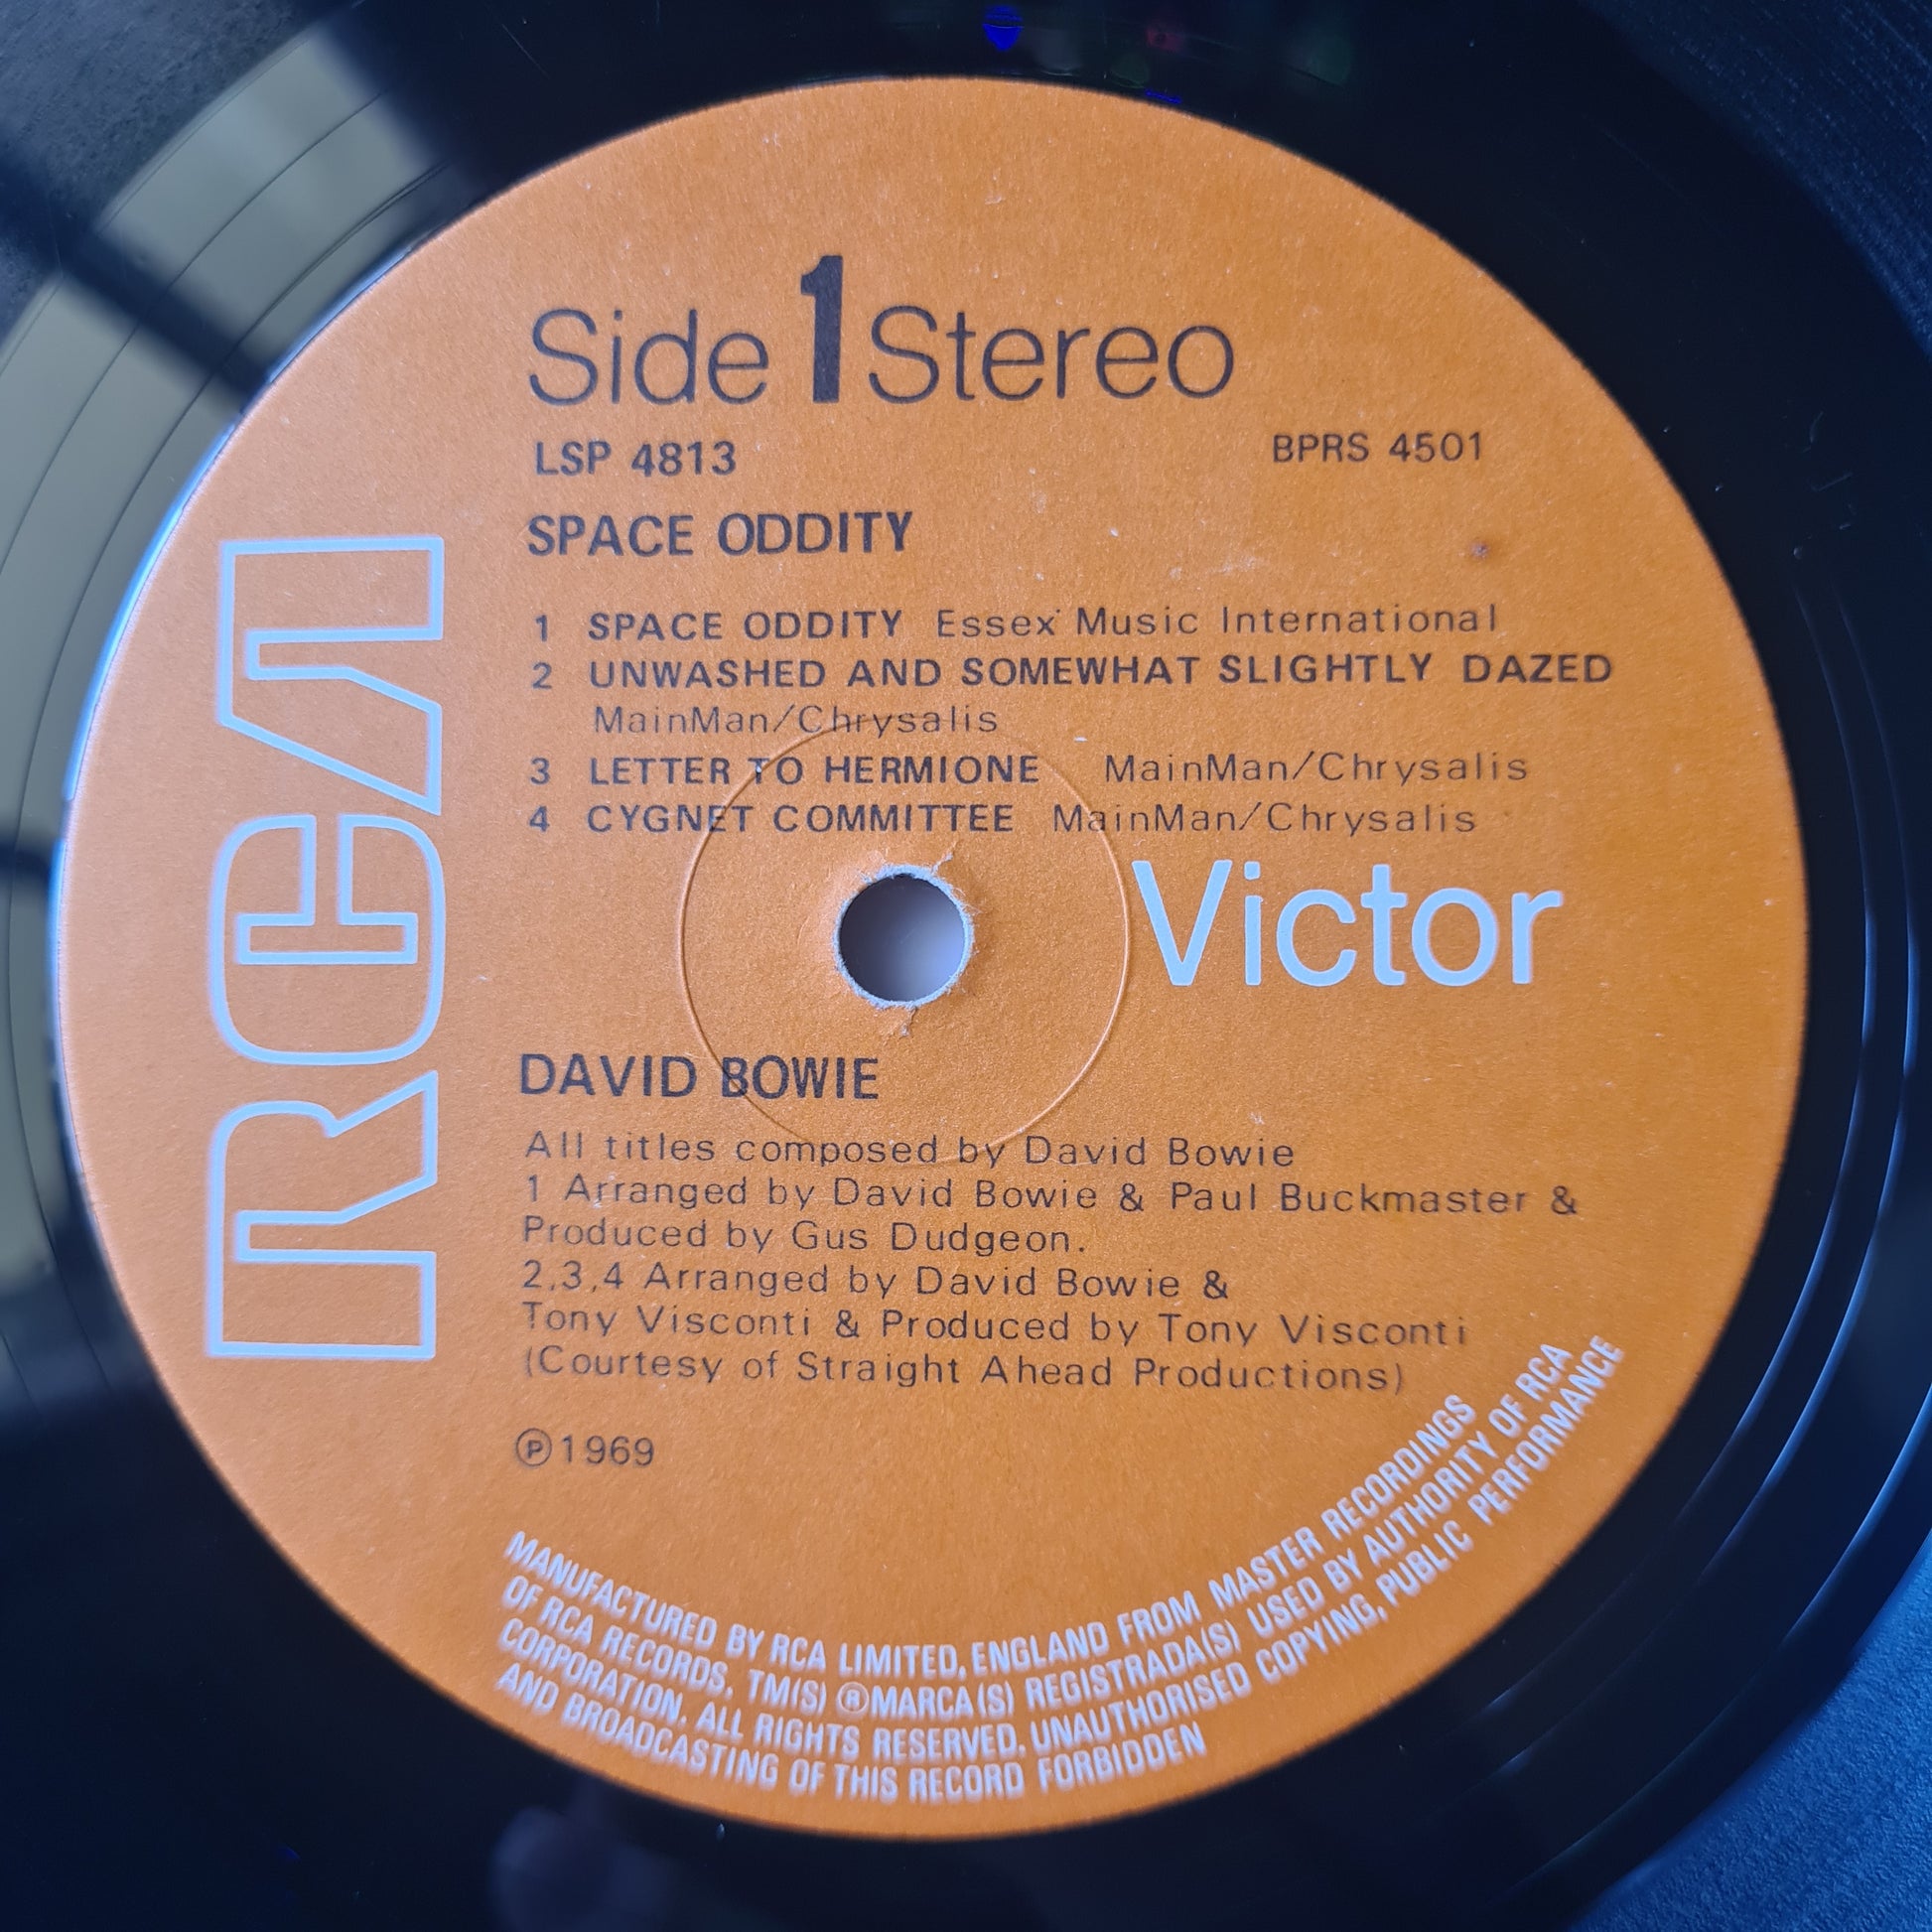 Side 1 Stereo
LSP 4813 BPRS 4501
SPACE ODDITY
1 SPACE ODDITY Essex Music International
2 UNWASHED AND SOMEWHAT SLIGHTLY DAZED
MainMan/Chrysalis
3 LETTER TO HERMIONE MainMan/Chrysalis
4 CYGNET COMMITTEE MainMan/Chrysalis
RCA
Victor
DAVID BOWIE
All titles composed by David Bowie
1 Arranged by David Bowie & Paul Buckmaster &
Produced by Gus Dudgeon.
2,3,4 Arranged by David Bowie &
Tony Visconti & Produced by Tony Visconti
(Courtesy of Straight Ahead Productions)
℗1969
MANUFACTURED BY RCA LIMITED, ENGLAND FROM MASTER RECORDINGS
OF RCA RECORDS. TM(S) ®MARCA(S) REGISTRADA(S) USED BY AUTHORITY OF RCA
CORPORATION. ALL RIGHTS RESERVED. UNAUTHORISED COPYING, PUBLIC PERFORMANCE
AND BROADCASTING OF THIS RECORD FORBIDDEN